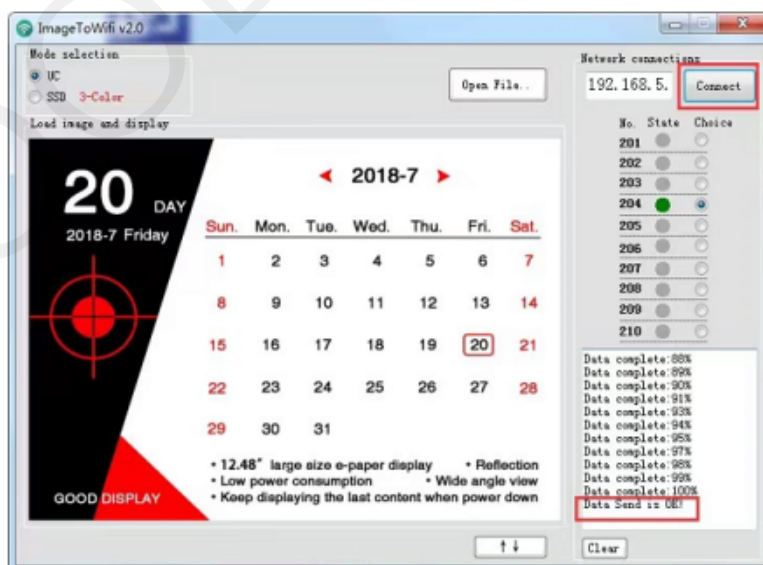 ImageToWifi v2.0
Mode selection
UC
SSD 3-Color
Open File..
Load image and display
20 DAY
2018-7 Friday
GOOD DISPLAY
2018-7
Sun. Mon. Tue. Wed. Thu. Fri. Sat.
1 2 3 4 5 6 7
8 9 10 11 12 13 14
15 16 17 18 19 20 21
22 23 24 25 26 27 28
29 30 31
• 12.48" large size e-paper display • Reflection
• Low power consumption • Wide angle view
• Keep displaying the last content when power down
↑↓
Network connections
192.168.5. Connect
No. State Choice
201
202
203
204
205
206
207
208
209
210
Data complete:88%
Data complete:89%
Data complete:90%
Data complete:91%
Data complete:93%
Data complete:94%
Data complete:95%
Data complete:97%
Data complete:98%
Data complete:99%
Data complete:100%
Data Send is OK!
Clear